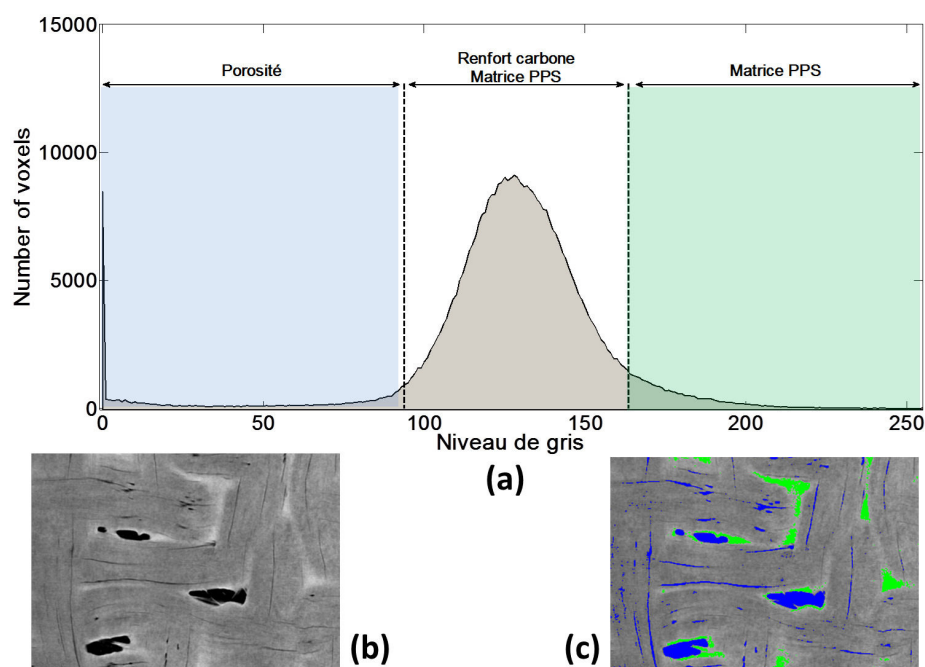 15000
Porosité
Renfort carbone
Matrice PPS
Matrice PPS
10000
5000
0
Number of voxels
0 50 100 150 200 250
Niveau de gris
(a)
(b)
(c)